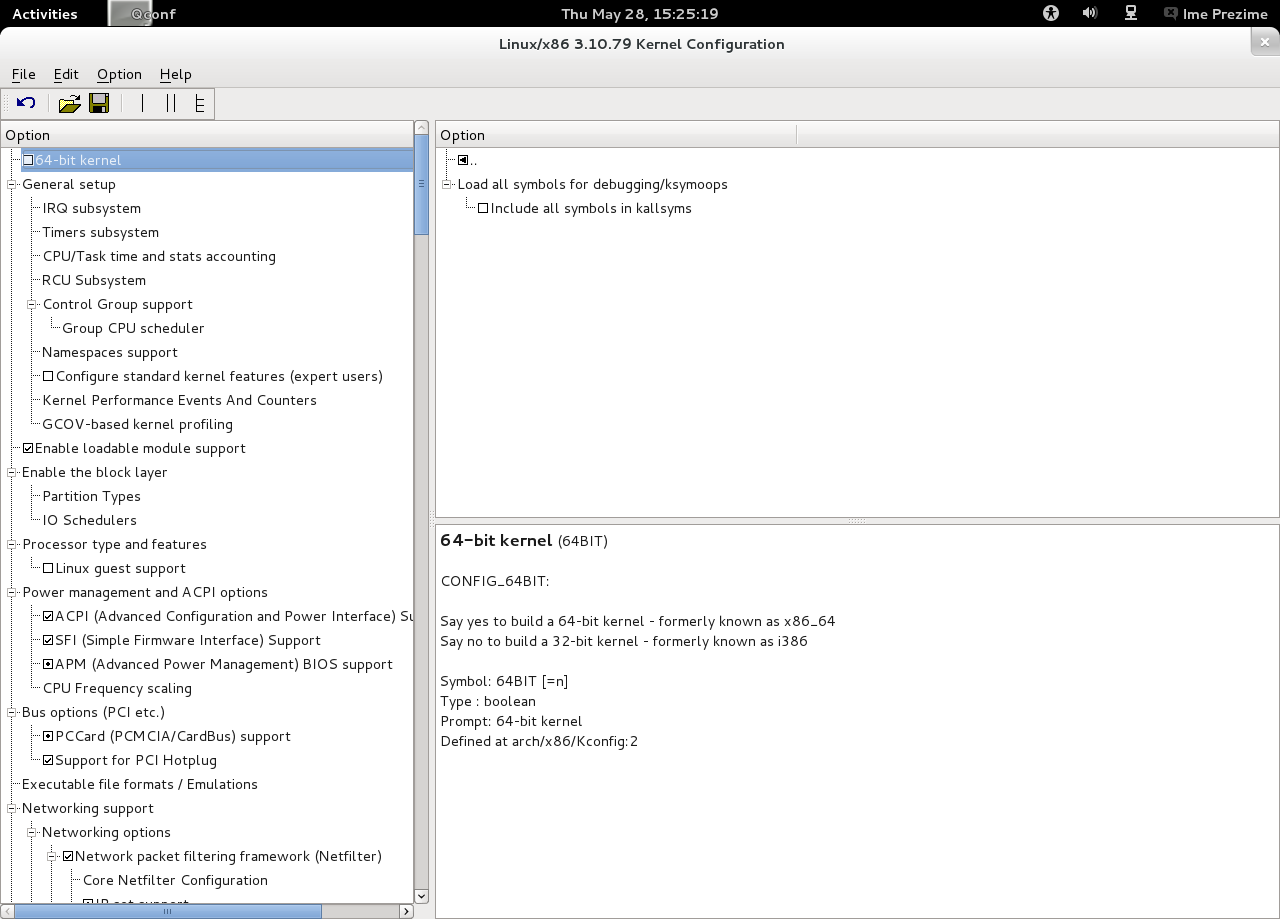 Activities
Qconf
Thu May 28, 15:25:19
Ime Prezime
Linux/x86 3.10.79 Kernel Configuration
File Edit Option Help
Option
64-bit kernel
General setup
IRQ subsystem
Timers subsystem
CPU/Task time and stats accounting
RCU Subsystem
Control Group support
Group CPU scheduler
Namespaces support
Configure standard kernel features (expert users)
Kernel Performance Events And Counters
GCOV-based kernel profiling
Enable loadable module support
Enable the block layer
Partition Types
IO Schedulers
Processor type and features
Linux guest support
Power management and ACPI options
ACPI (Advanced Configuration and Power Interface) Su
SFI (Simple Firmware Interface) Support
APM (Advanced Power Management) BIOS support
CPU Frequency scaling
Bus options (PCI etc.)
PCCard (PCMCIA/CardBus) support
Support for PCI Hotplug
Executable file formats / Emulations
Networking support
Networking options
Network packet filtering framework (Netfilter)
Core Netfilter Configuration
IP set support
Option
..
Load all symbols for debugging/ksymoops
Include all symbols in kallsyms
64-bit kernel (64BIT)
CONFIG_64BIT:
Say yes to build a 64-bit kernel - formerly known as x86_64
Say no to build a 32-bit kernel - formerly known as i386
Symbol: 64BIT [=n]
Type : boolean
Prompt: 64-bit kernel
Defined at arch/x86/Kconfig:2